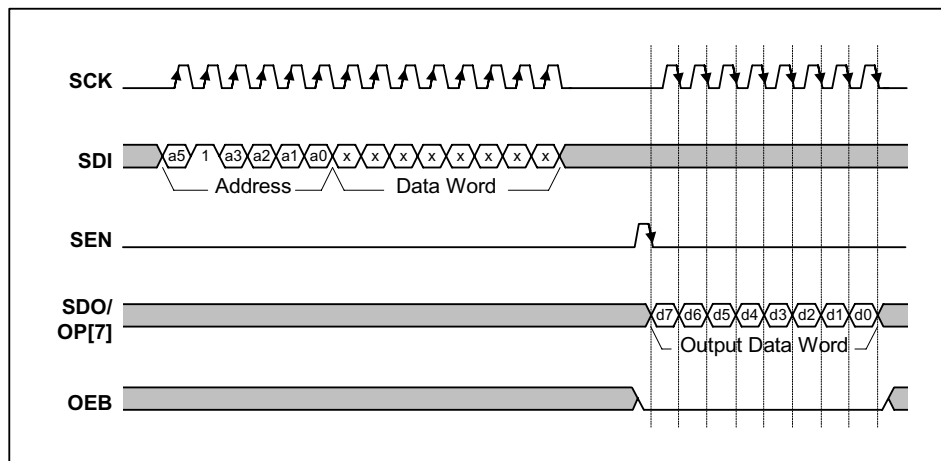 SCK
SDI a5 1 a3 a2 a1 a0 x x x x x x x x
Address Data Word
SEN
SDO/
OP[7] d7 d6 d5 d4 d3 d2 d1 d0
Output Data Word
OEB